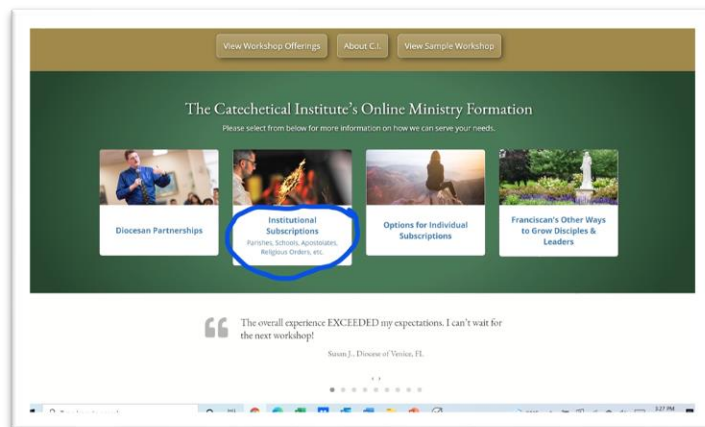 View Workshop Offerings
About C.I.
View Sample Workshop
The Catechetical Institute's Online Ministry Formation
Please select from below for more information on how we can serve your needs.
Diocesan Partnerships
Institutional
Subscriptions
Parishes, Schools, Apostolates,
Religious Orders, etc.
Options for Individual
Subscriptions
Franciscan's Other Ways
to Grow Disciples &
Leaders
The overall experience EXCEEDED my expectations. I can't wait for
the next workshop!
Susan J., Diocese of Venice, FL
3:27 PM